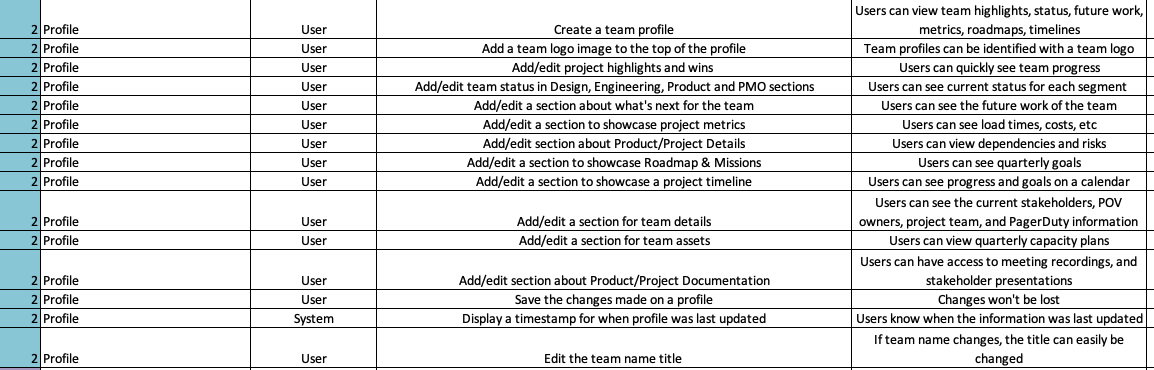 Users can view team highlights, status, future work,
2 Profile User Create a team profile metrics, roadmaps, timelines
2 Profile User Add a team logo image to the top of the profile Team profiles can be identified with a team logo
2 Profile User Add/edit project highlights and wins Users can quickly see team progress
2 Profile User Add/edit team status in Design, Engineering, Product and PMO sections Users can see current status for each segment
2 Profile User Add/edit a section about what's next for the team Users can see the future work of the team
2 Profile User Add/edit a section to showcase project metrics Users can see load times, costs, etc
2 Profile User Add/edit section about Product/Project Details Users can view dependencies and risks
2 Profile User Add/edit a section to showcase Roadmap & Missions Users can see quarterly goals
2 Profile User Add/edit a section to showcase a project timeline Users can see progress and goals on a calendar
Users can see the current stakeholders, POV
2 Profile User Add/edit a section for team details owners, project team, and PagerDuty information
2 Profile User Add/edit a section for team assets Users can view quarterly capacity plans
Users can have access to meeting recordings, and
2 Profile User Add/edit section about Product/Project Documentation stakeholder presentations
2 Profile User Save the changes made on a profile Changes won't be lost
2 Profile System Display a timestamp for when profile was last updated Users know when the information was last updated
If team name changes, the title can easily be
2 Profile User Edit the team name title changed